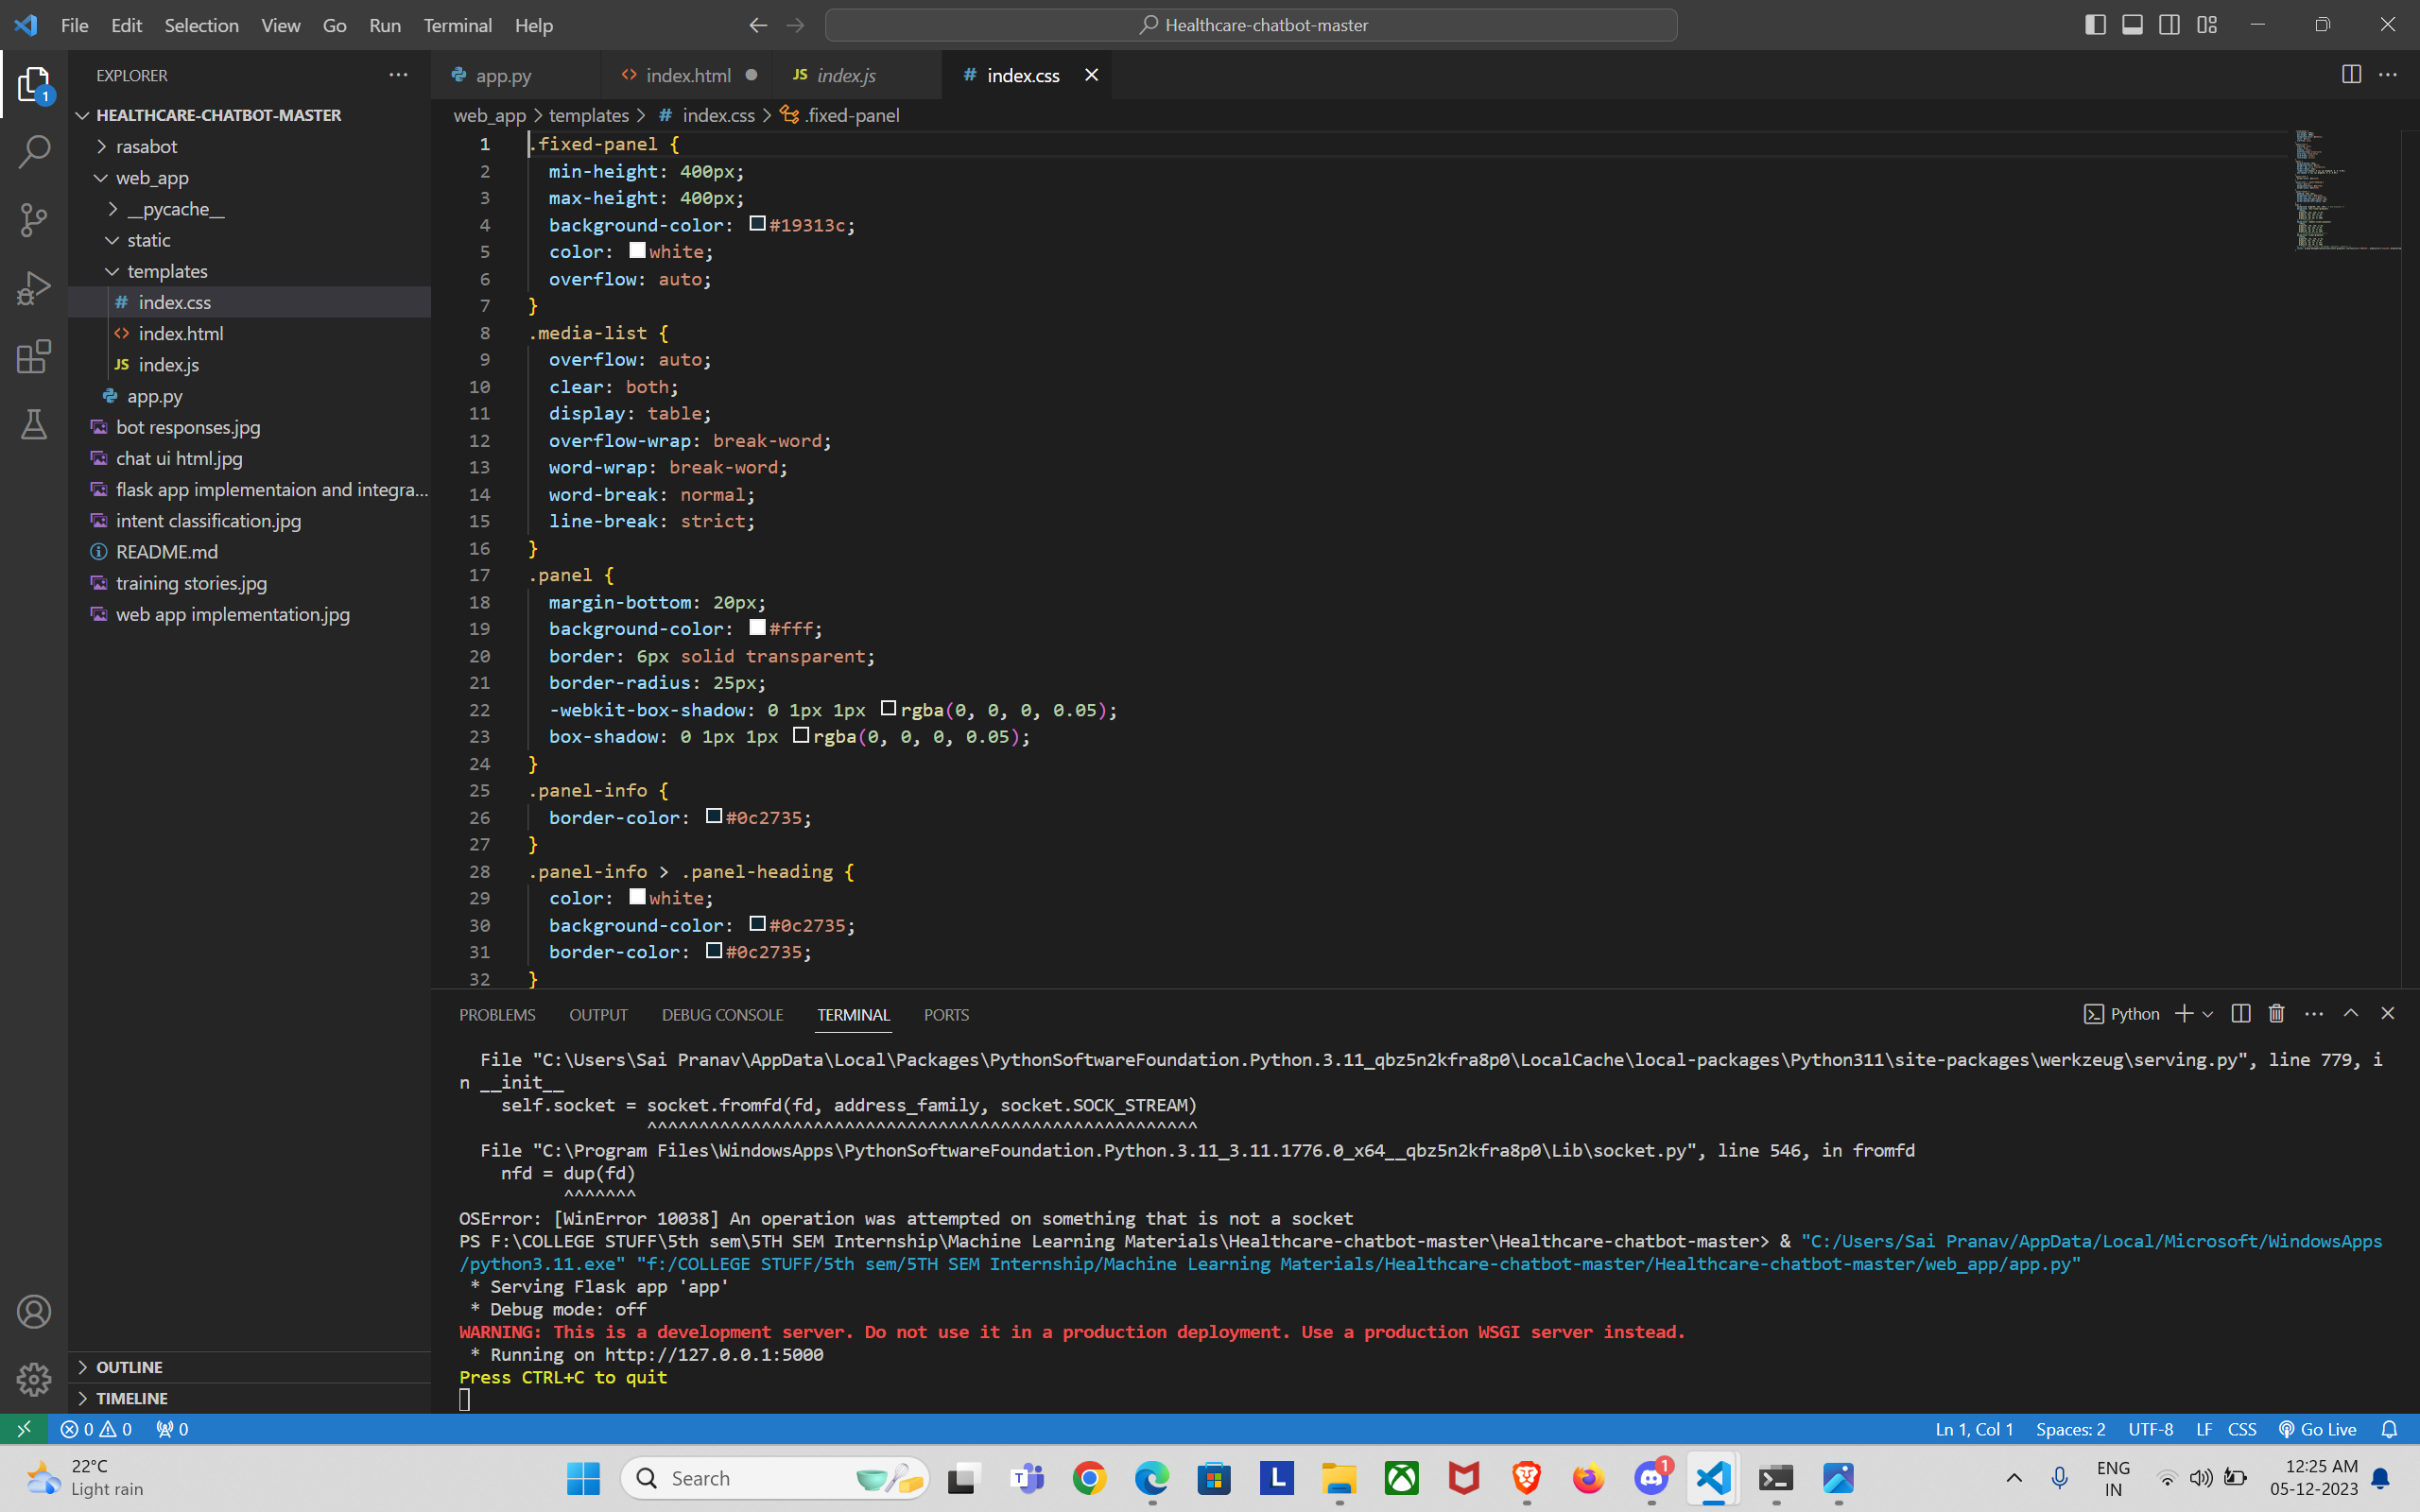 File Edit Selection View Go Run Terminal Help
Healthcare-chatbot-master
EXPLORER
app.py
index.html
JS index.js
# index.css
1
HEALTHCARE-CHATBOT-MASTER
rasabot
web_app
__pycache__
static
templates
# index.css
index.html
JS index.js
app.py
bot responses.jpg
chat ui html.jpg
flask app implementaion and integra...
intent classification.jpg
README.md
training stories.jpg
web app implementation.jpg
OUTLINE
TIMELINE
web_app > templates > # index.css > .fixed-panel
1 .fixed-panel {
2 min-height: 400px;
3 max-height: 400px;
4 background-color: #19313c;
5 color: white;
6 overflow: auto;
7 }
8 .media-list {
9 overflow: auto;
10 clear: both;
11 display: table;
12 overflow-wrap: break-word;
13 word-wrap: break-word;
14 word-break: normal;
15 line-break: strict;
16 }
17 .panel {
18 margin-bottom: 20px;
19 background-color: #fff;
20 border: 6px solid transparent;
21 border-radius: 25px;
22 -webkit-box-shadow: 0 1px 1px rgba(0, 0, 0, 0.05);
23 box-shadow: 0 1px 1px rgba(0, 0, 0, 0.05);
24 }
25 .panel-info {
26 border-color: #0c2735;
27 }
28 .panel-info > .panel-heading {
29 color: white;
30 background-color: #0c2735;
31 border-color: #0c2735;
32 }
PROBLEMS OUTPUT DEBUG CONSOLE TERMINAL PORTS
Python
File "C:\Users\Sai Pranav\AppData\Local\Packages\PythonSoftwareFoundation.Python.3.11_qbz5n2kfra8p0\LocalCache\local-packages\Python311\site-packages\werkzeug\serving.py", line 779, i
n __init__
self.socket = socket.fromfd(fd, address_family, socket.SOCK_STREAM)
^^^^^^^^^^^^^^^^^^^^^^^^^^^^^^^^^^^^^^^^^^^^^^^^^^^^^
File "C:\Program Files\WindowsApps\PythonSoftwareFoundation.Python.3.11_3.11.1776.0_x64__qbz5n2kfra8p0\Lib\socket.py", line 546, in fromfd
nfd = dup(fd)
^^^^^^^
OSError: [WinError 10038] An operation was attempted on something that is not a socket
PS F:\COLLEGE STUFF\5th sem\5TH SEM Internship\Machine Learning Materials\Healthcare-chatbot-master\Healthcare-chatbot-master> & "C:/Users/Sai Pranav/AppData/Local/Microsoft/WindowsApps
/python3.11.exe" "f:/COLLEGE STUFF/5th sem/5TH SEM Internship/Machine Learning Materials/Healthcare-chatbot-master/Healthcare-chatbot-master/web_app/app.py"
* Serving Flask app 'app'
* Debug mode: off
WARNING: This is a development server. Do not use it in a production deployment. Use a production WSGI server instead.
* Running on http://127.0.0.1:5000
Press CTRL+C to quit
0 0 0
Ln 1, Col 1 Spaces: 2 UTF-8 LF CSS Go Live
22°C
Light rain
Search
T
L
1
ENG
IN
12:25 AM
05-12-2023